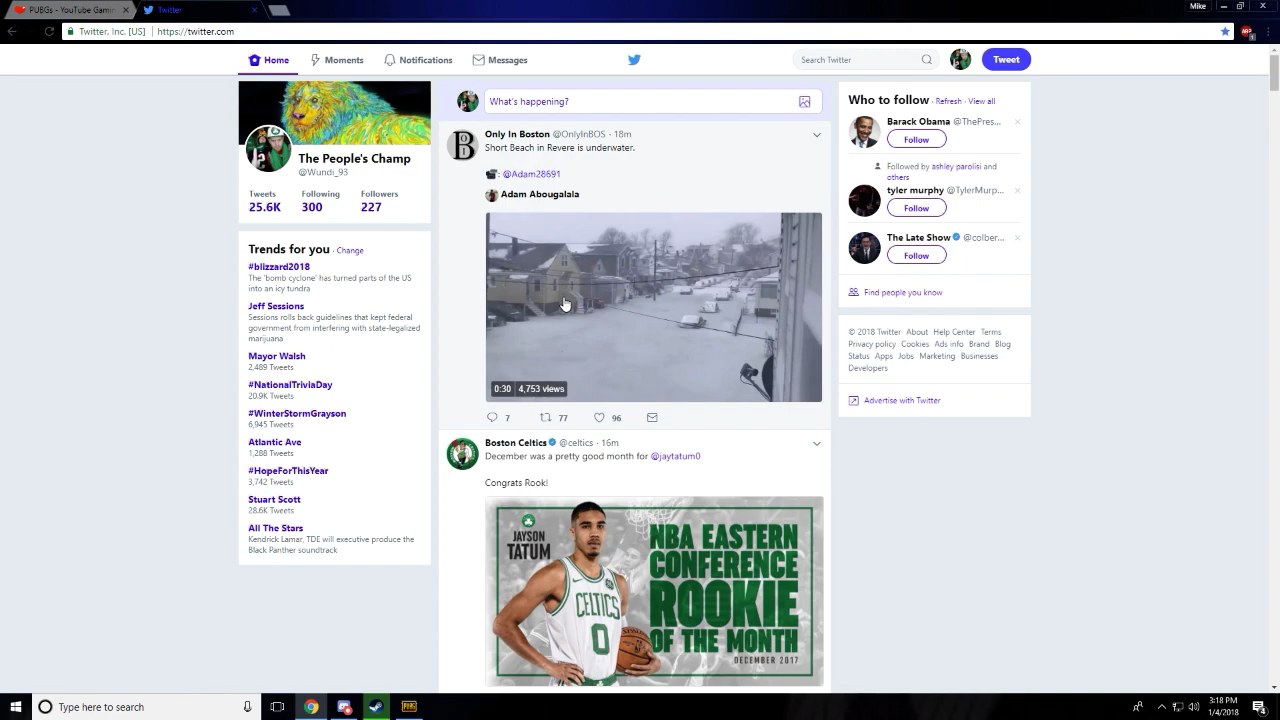 PUBGs - YouTube Gamin
Twitter
Mike
Twitter, Inc. [US]
https://twitter.com
Home
Moments
Notifications
Messages
Search Twitter
Tweet
The People's Champ
@Wundi_93
Tweets
Following
Followers
25.6K
300
227
Trends for you · Change
#blizzard2018
The 'bomb cyclone' has turned parts of the US
into an icy tundra
Jeff Sessions
Sessions rolls back guidelines that kept federal
government from interfering with state-legalized
marijuana
Mayor Walsh
2,489 Tweets
#NationalTriviaDay
20.9K Tweets
#WinterStormGrayson
6,945 Tweets
Atlantic Ave
1,288 Tweets
#HopeForThisYear
3,742 Tweets
Stuart Scott
28.6K Tweets
All The Stars
Kendrick Lamar, TDE will executive produce the
Black Panther soundtrack
What's happening?
Only In Boston @OnlyInBOS · 18m
Short Beach in Revere is underwater.
: @Adam28691
Adam Abougalala
0:30
4,753 views
7
77
96
Boston Celtics @celtics · 16m
December was a pretty good month for @jaytatum0
Congrats Rook!
JAYSON
TATUM
NBA EASTERN
CONFERENCE
ROOKIE
OF THE MONTH
DECEMBER 2017
CELTICS
0
Who to follow · Refresh · View all
Barack Obama @ThePres...
Follow
Followed by ashley parolisi and
others
tyler murphy @TylerMurp...
Follow
The Late Show @colber...
Follow
Find people you know
© 2018 Twitter About Help Center Terms
Privacy policy Cookies Ads info Brand Blog
Status Apps Jobs Marketing Businesses
Developers
Advertise with Twitter
Type here to search
3:18 PM
1/4/2018